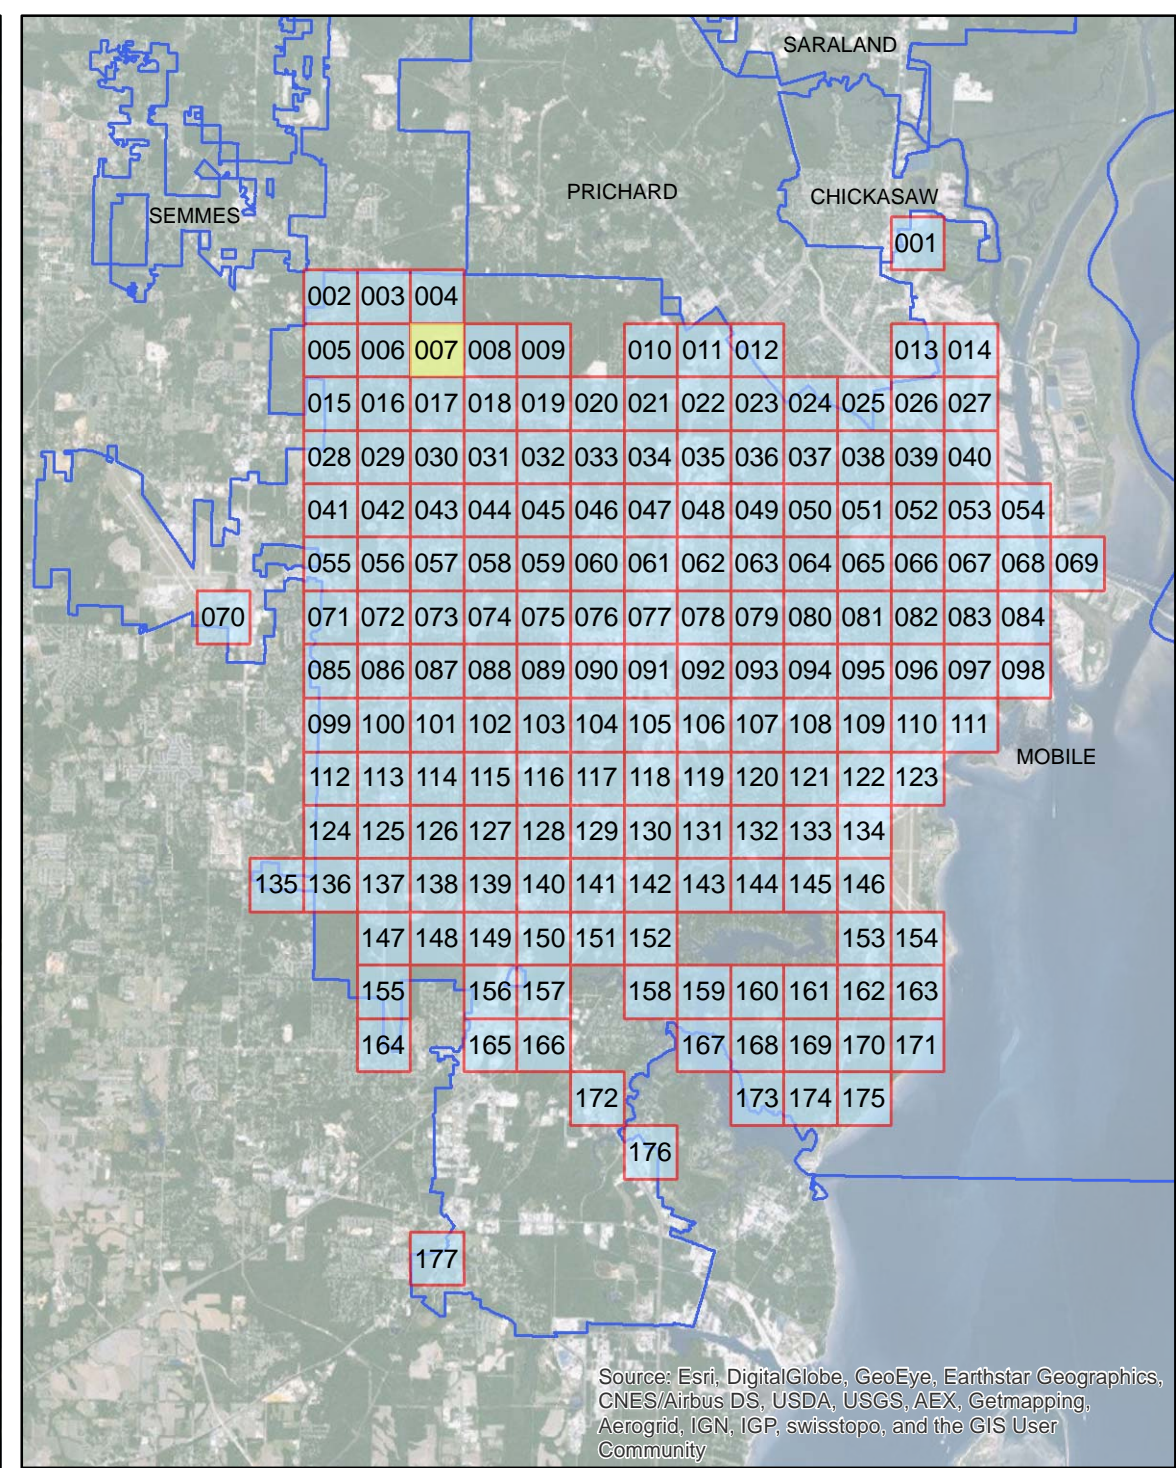 SARALAND
PRICHARD
CHICKASAW
SEMMES
001
002 003 004
005 006 007 008 009 010 011 012 013 014
015 016 017 018 019 020 021 022 023 024 025 026 027
028 029 030 031 032 033 034 035 036 037 038 039 040
041 042 043 044 045 046 047 048 049 050 051 052 053 054
055 056 057 058 059 060 061 062 063 064 065 066 067 068 069
070 071 072 073 074 075 076 077 078 079 080 081 082 083 084
085 086 087 088 089 090 091 092 093 094 095 096 097 098
099 100 101 102 103 104 105 106 107 108 109 110 111
MOBILE
112 113 114 115 116 117 118 119 120 121 122 123
124 125 126 127 128 129 130 131 132 133 134
135 136 137 138 139 140 141 142 143 144 145 146
147 148 149 150 151 152 153 154
155 156 157 158 159 160 161 162 163
164 165 166 167 168 169 170 171
172 173 174 175
176
177
Source: Esri, DigitalGlobe, GeoEye, Earthstar Geographics,
CNES/Airbus DS, USDA, USGS, AEX, Getmapping,
Aerogrid, IGN, IGP, swisstopo, and the GIS User
Community